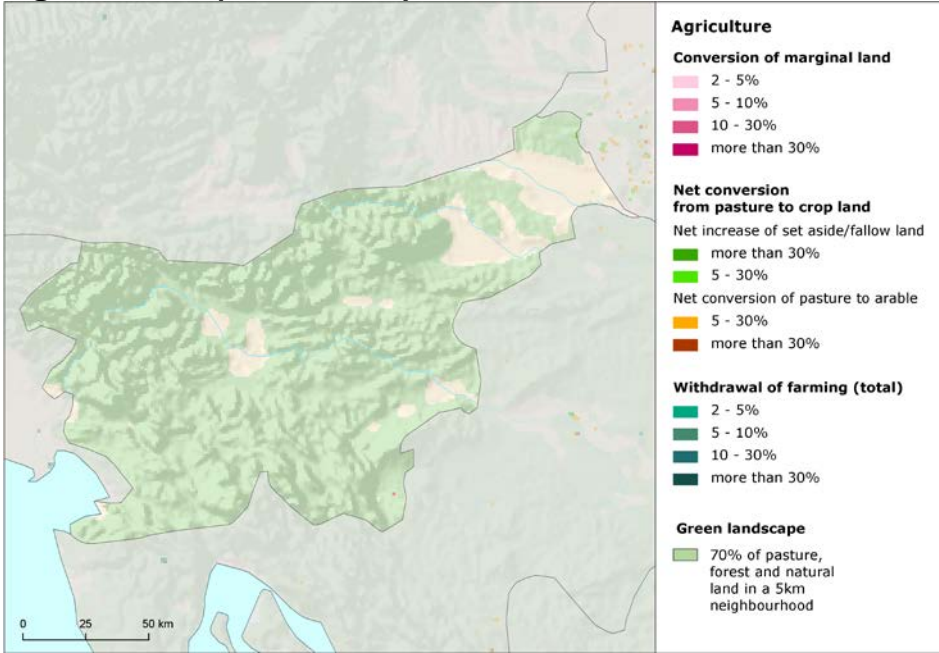 Agriculture
Conversion of marginal land
2 - 5%
5 - 10%
10 - 30%
more than 30%
Net conversion
from pasture to crop land
Net increase of set aside/fallow land
more than 30%
5 - 30%
Net conversion of pasture to arable
5 - 30%
more than 30%
Withdrawal of farming (total)
2 - 5%
5 - 10%
10 - 30%
more than 30%
Green landscape
70% of pasture,
forest and natural
land in a 5km
neighbourhood
0 25 50 km